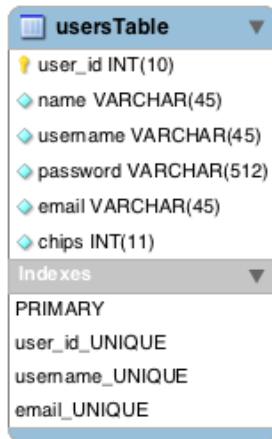 usersTable
user_id INT(10)
name VARCHAR(45)
username VARCHAR(45)
password VARCHAR(512)
email VARCHAR(45)
chips INT(11)
Indexes
PRIMARY
user_id_UNIQUE
username_UNIQUE
email_UNIQUE